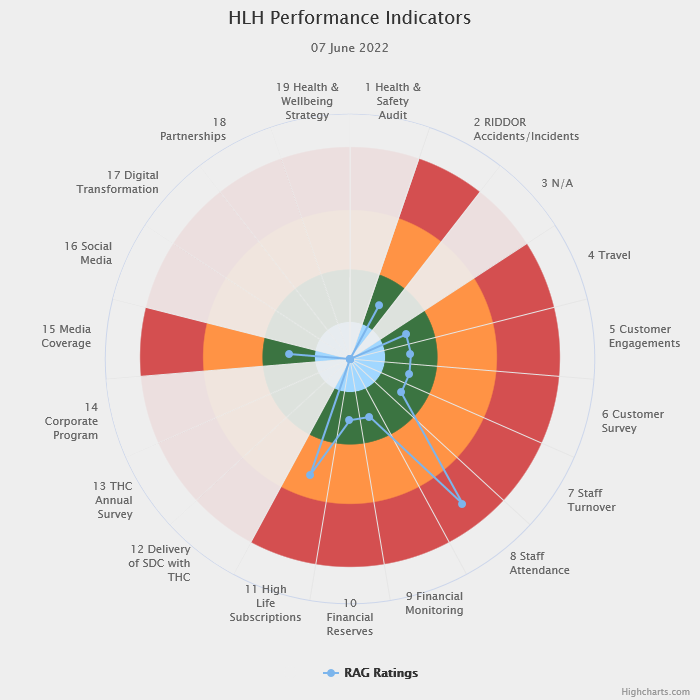 HLH Performance Indicators
07 June 2022
1 Health &
Safety
Audit
2 RIDDOR
Accidents/Incidents
3 N/A
4 Travel
5 Customer
Engagements
6 Customer
Survey
7 Staff
Turnover
8 Staff
Attendance
9 Financial
Monitoring
10
Financial
Reserves
11 High
Life
Subscriptions
12 Delivery
of SDC with
THC
13 THC
Annual
Survey
14
Corporate
Program
15 Media
Coverage
16 Social
Media
17 Digital
Transformation
18
Partnerships
19 Health &
Wellbeing
Strategy
RAG Ratings
Highcharts.com